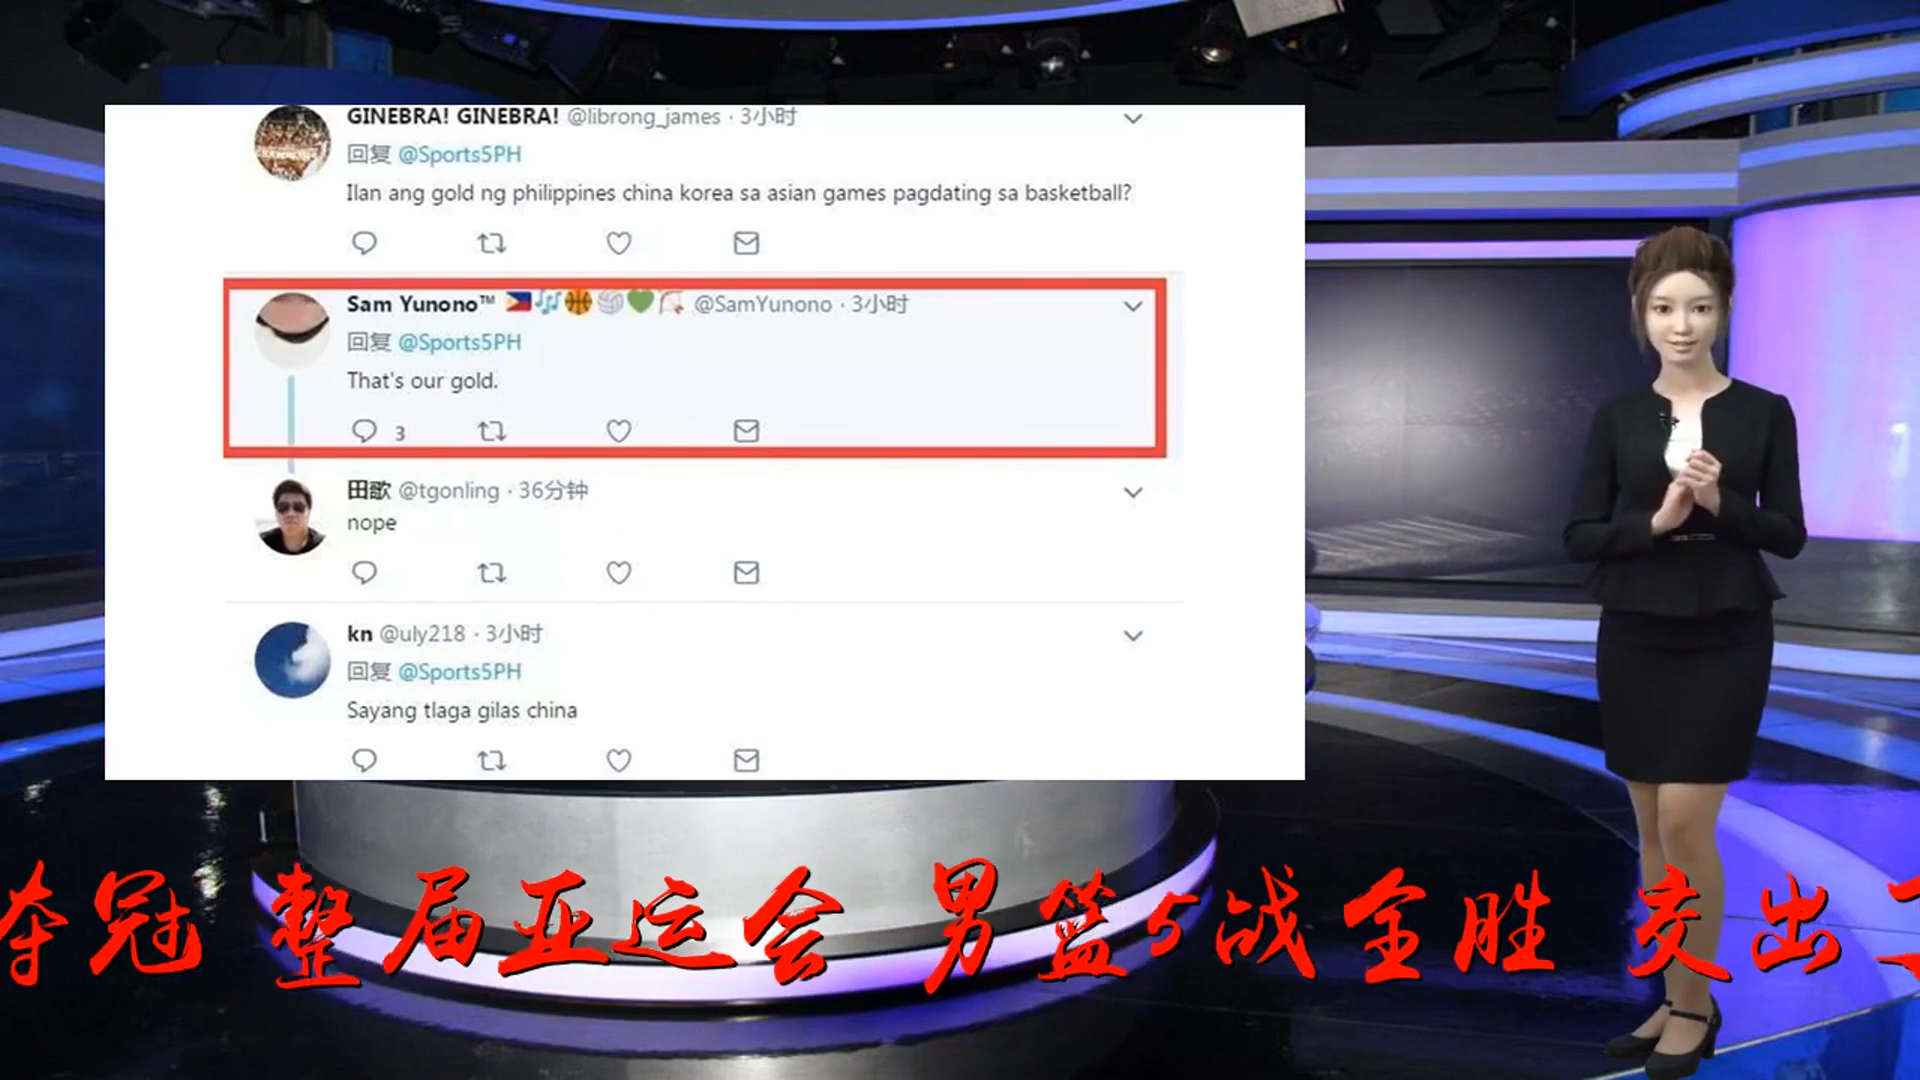 GINEBRA! GINEBRA! @librong_james · 3小时
回复 @Sports5PH
Ilan ang gold ng philippines china korea sa asian games pagdating sa basketball?
Sam Yunono™ @SamYunono · 3小时
回复 @Sports5PH
That's our gold.
3
田歌 @tgonling · 36分钟
nope
kn @uly218 · 3小时
回复 @Sports5PH
Sayang tlaga gilas china
夺冠 整届亚运会 男篮5战全胜 交出了